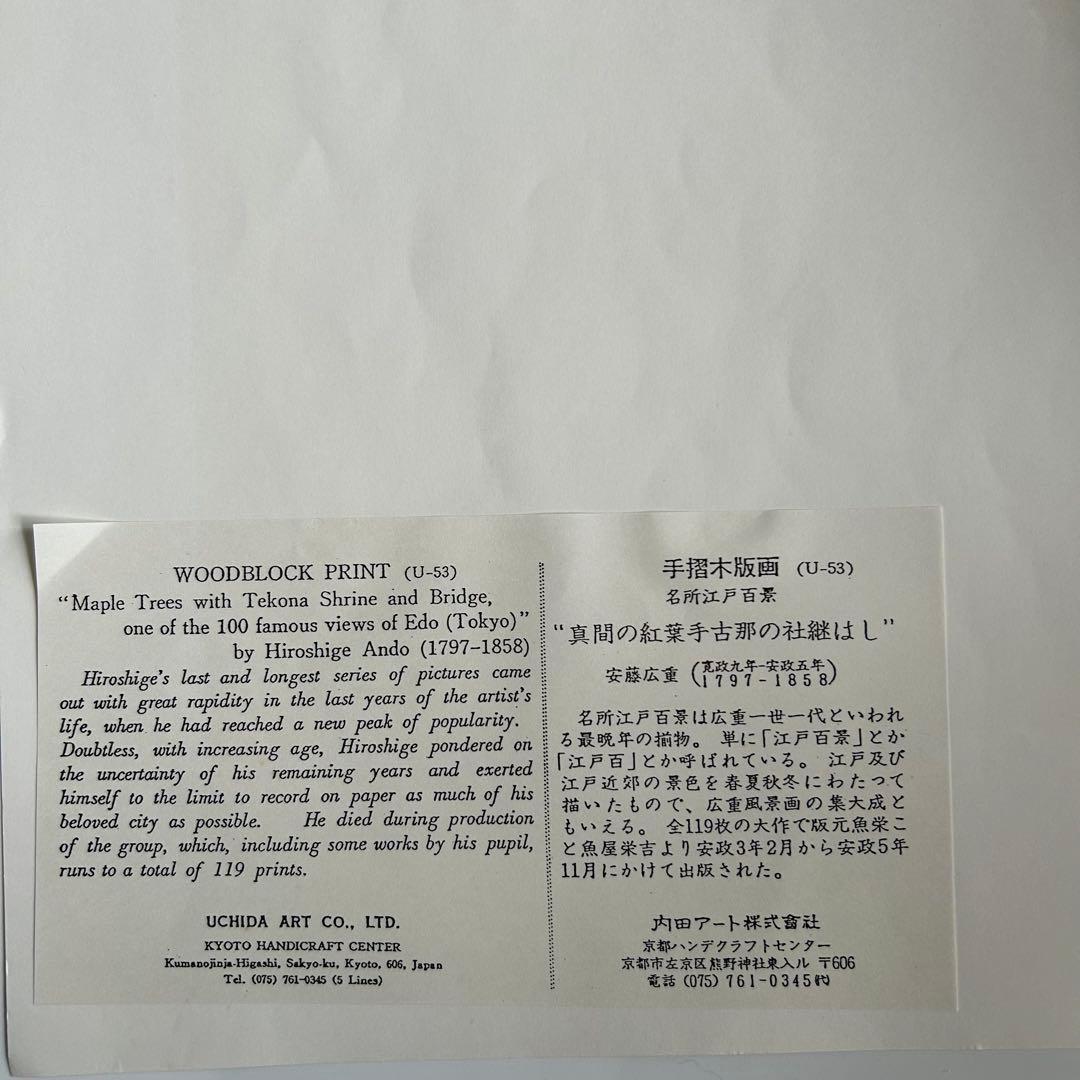 WOODBLOCK PRINT (U-53)
“Maple Trees with Tekona Shrine and Bridge,
one of the 100 famous views of Edo (Tokyo)”
by Hiroshige Ando (1797-1858)
Hiroshige's last and longest series of pictures came
out with great rapidity in the last years of the artist's
life, when he had reached a new peak of popularity.
Doubtless, with increasing age, Hiroshige pondered on
the uncertainty of his remaining years and exerted
himself to the limit to record on paper as much of his
beloved city as possible. He died during production
of the group, which, including some works by his pupil,
runs to a total of 119 prints.
UCHIDA ART CO., LTD.
KYOTO HANDICRAFT CENTER
Kumanojinja-Higashi, Sakyo-ku, Kyoto, 606, Japan
Tel. (075) 761-0345 (5 Lines)
手摺木版画 (U-53)
名所江戸百景
“真間の紅葉手古那の社継はし”
安藤広重 (寛政九年-安政五年
1797-1858)
名所江戸百景は広重一世一代といわれ
る最晩年の揃物。 単に「江戸百景」とか
「江戸百」とか呼ばれている。 江戸及び
江戸近郊の景色を春夏秋冬にわたつて
描いたもので、広重風景画の集大成と
もいえる。 全119枚の大作で版元魚栄こ
と魚屋栄吉より安政3年2月から安政5年
11月にかけて出版された。
内田アート株式會社
京都ハンデクラフトセンター
京都市左京区熊野神社東入ル 〒606
電話 (075) 761-0345㈹